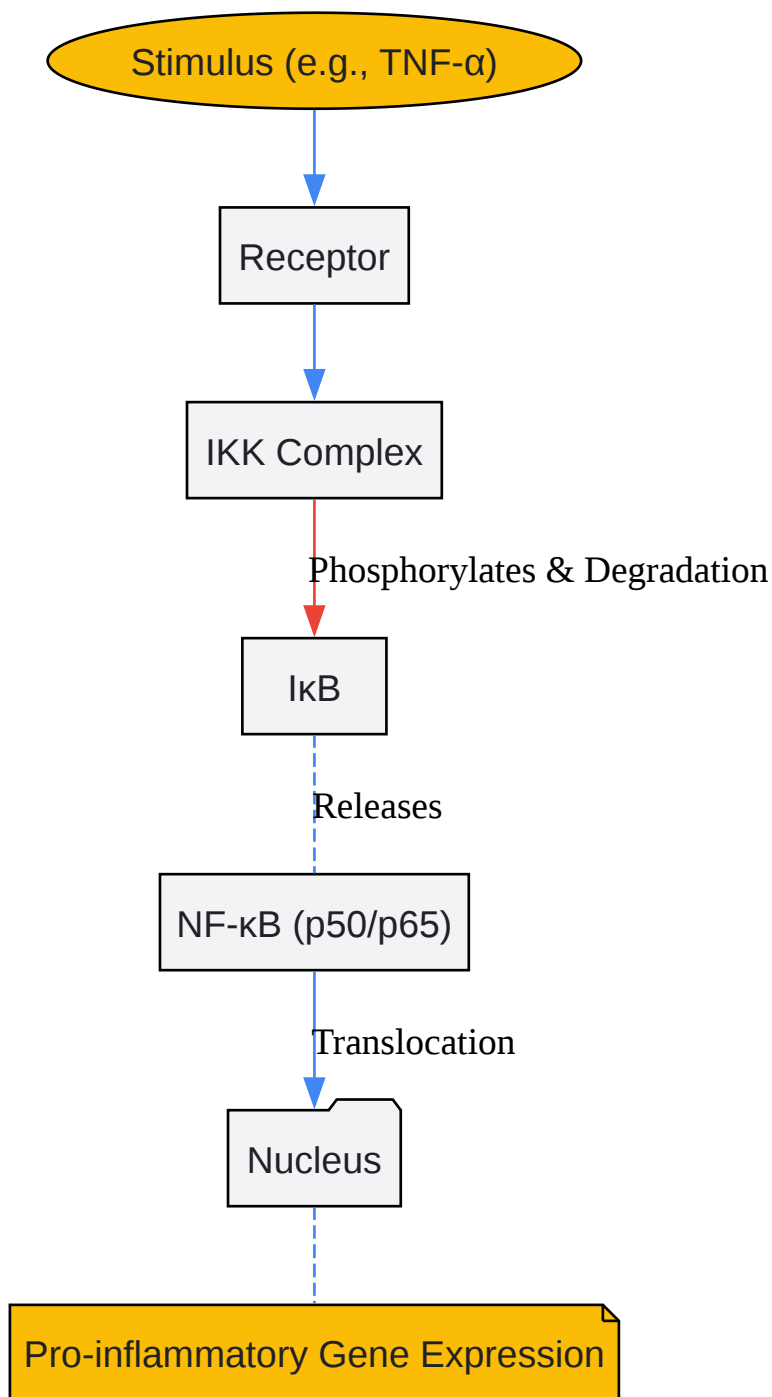 Stimulus (e.g., TNF-α)
Receptor
IKK Complex
Phosphorylates & Degradation
IκB
Releases
NF-κB (p50/p65)
Translocation
Nucleus
Pro-inflammatory Gene Expression